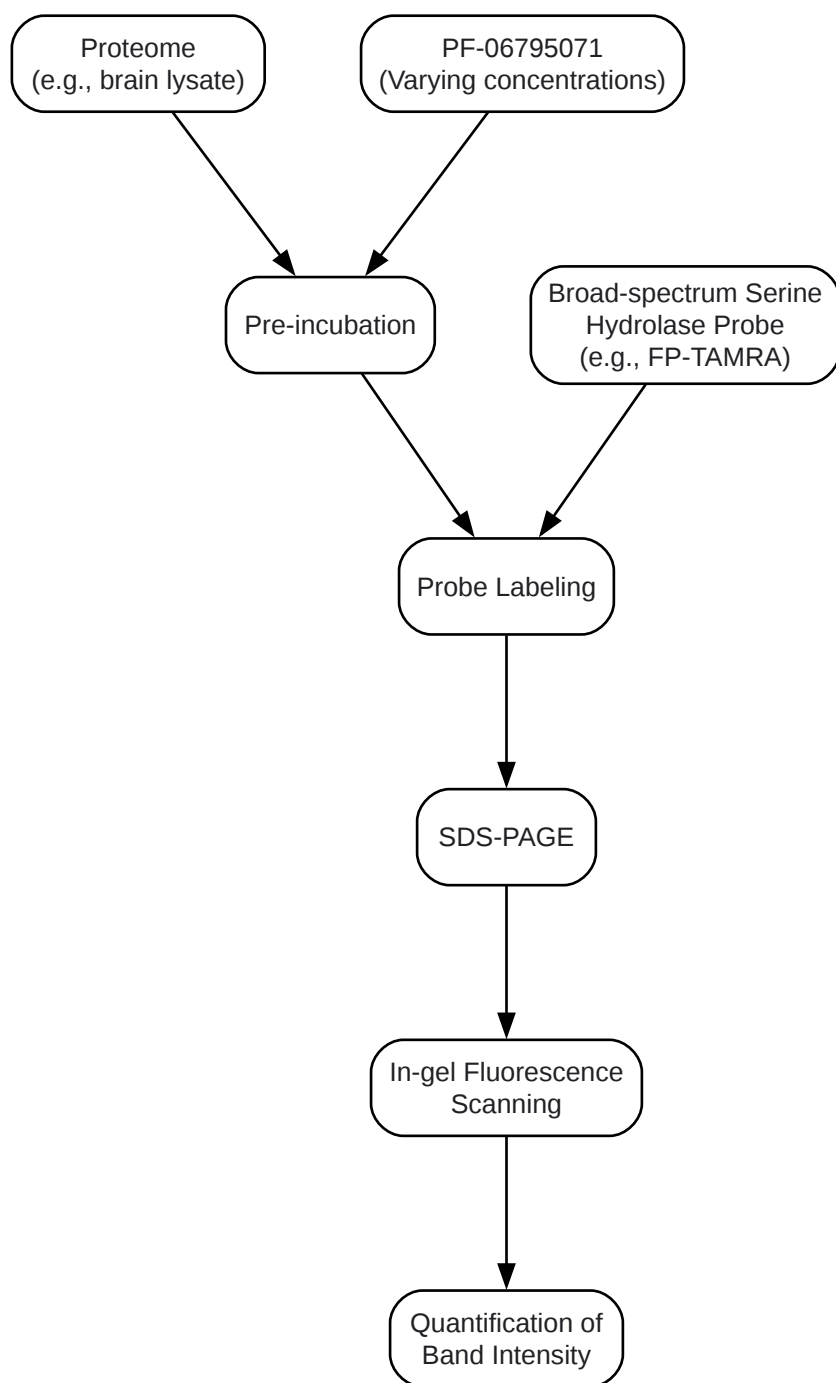 Proteome
(e.g., brain lysate)
PF-06795071
(Varying concentrations)
Pre-incubation
Broad-spectrum Serine
Hydrolase Probe
(e.g., FP-TAMRA)
Probe Labeling
SDS-PAGE
In-gel Fluorescence
Scanning
Quantification of
Band Intensity